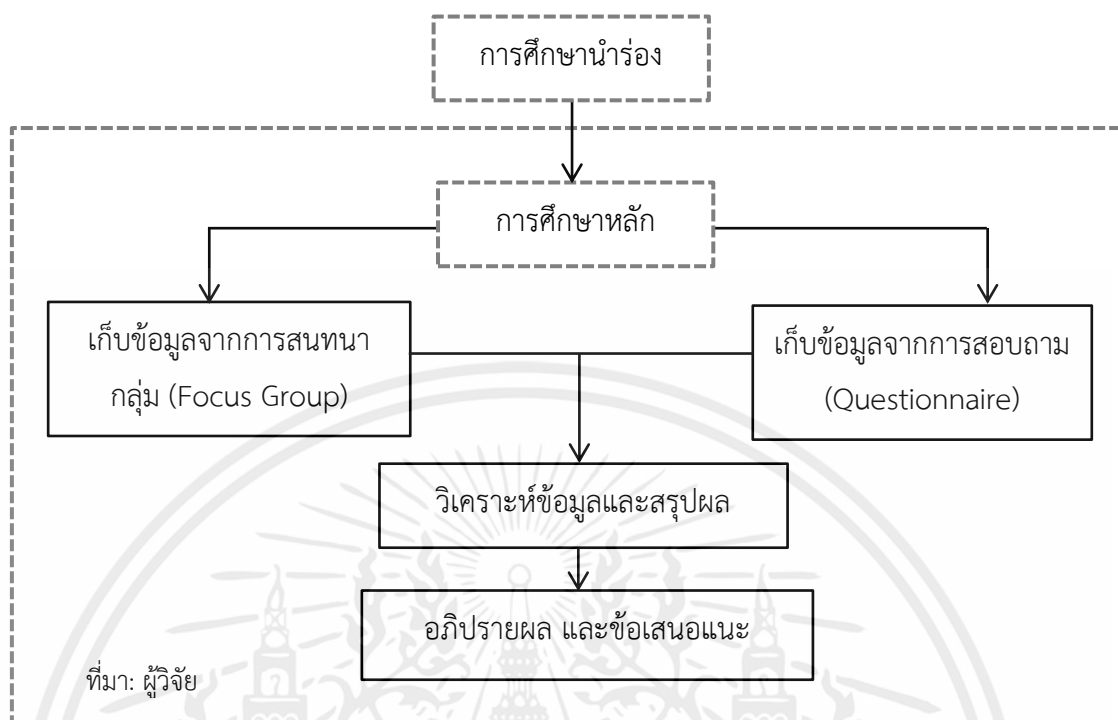 การศึกษานำร่อง
การศึกษาหลัก
เก็บข้อมูลจากการสนทนา
กลุ่ม (Focus Group)
เก็บข้อมูลจากการสอบถาม
(Questionnaire)
วิเคราะห์ข้อมูลและสรุปผล
อภิปรายผล และข้อเสนอแนะ
ที่มา: ผู้วิจัย